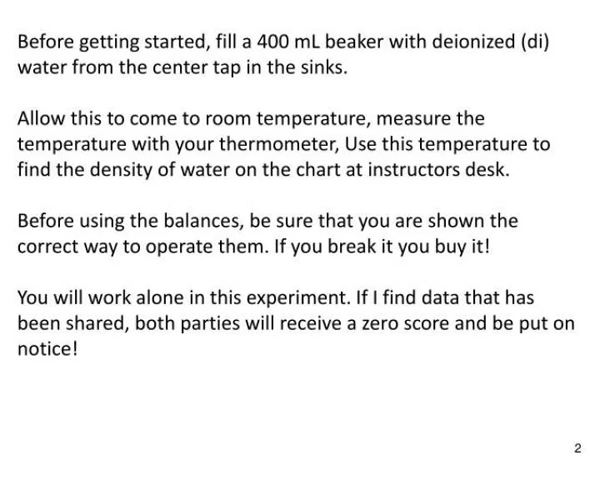 Before getting started, fill a 400 mL beaker with deionized (di)
water from the center tap in the sinks.
Allow this to come to room temperature, measure the
temperature with your thermometer, Use this temperature to
find the density of water on the chart at instructors desk.
Before using the balances, be sure that you are shown the
correct way to operate them. If you break it you buy it!
You will work alone in this experiment. If I find data that has
been shared, both parties will receive a zero score and be put on
notice!
2